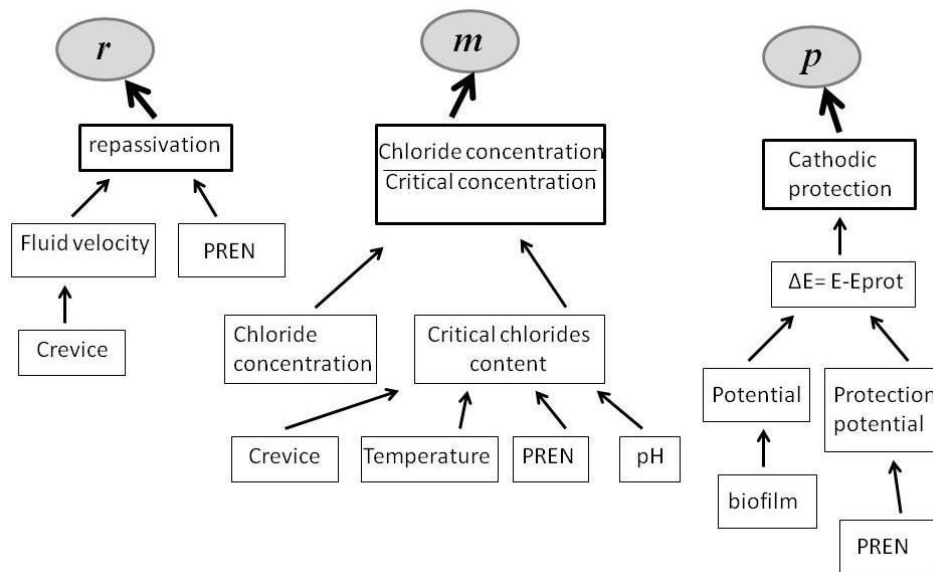 r
m
p
repassivation
Chloride concentration
Critical concentration
Cathodic
protection
Fluid velocity
PREN
ΔE= E-Eprot
Crevice
Chloride
concentration
Critical chlorides
content
Potential
Protection
potential
Crevice
Temperature
PREN
pH
biofilm
PREN